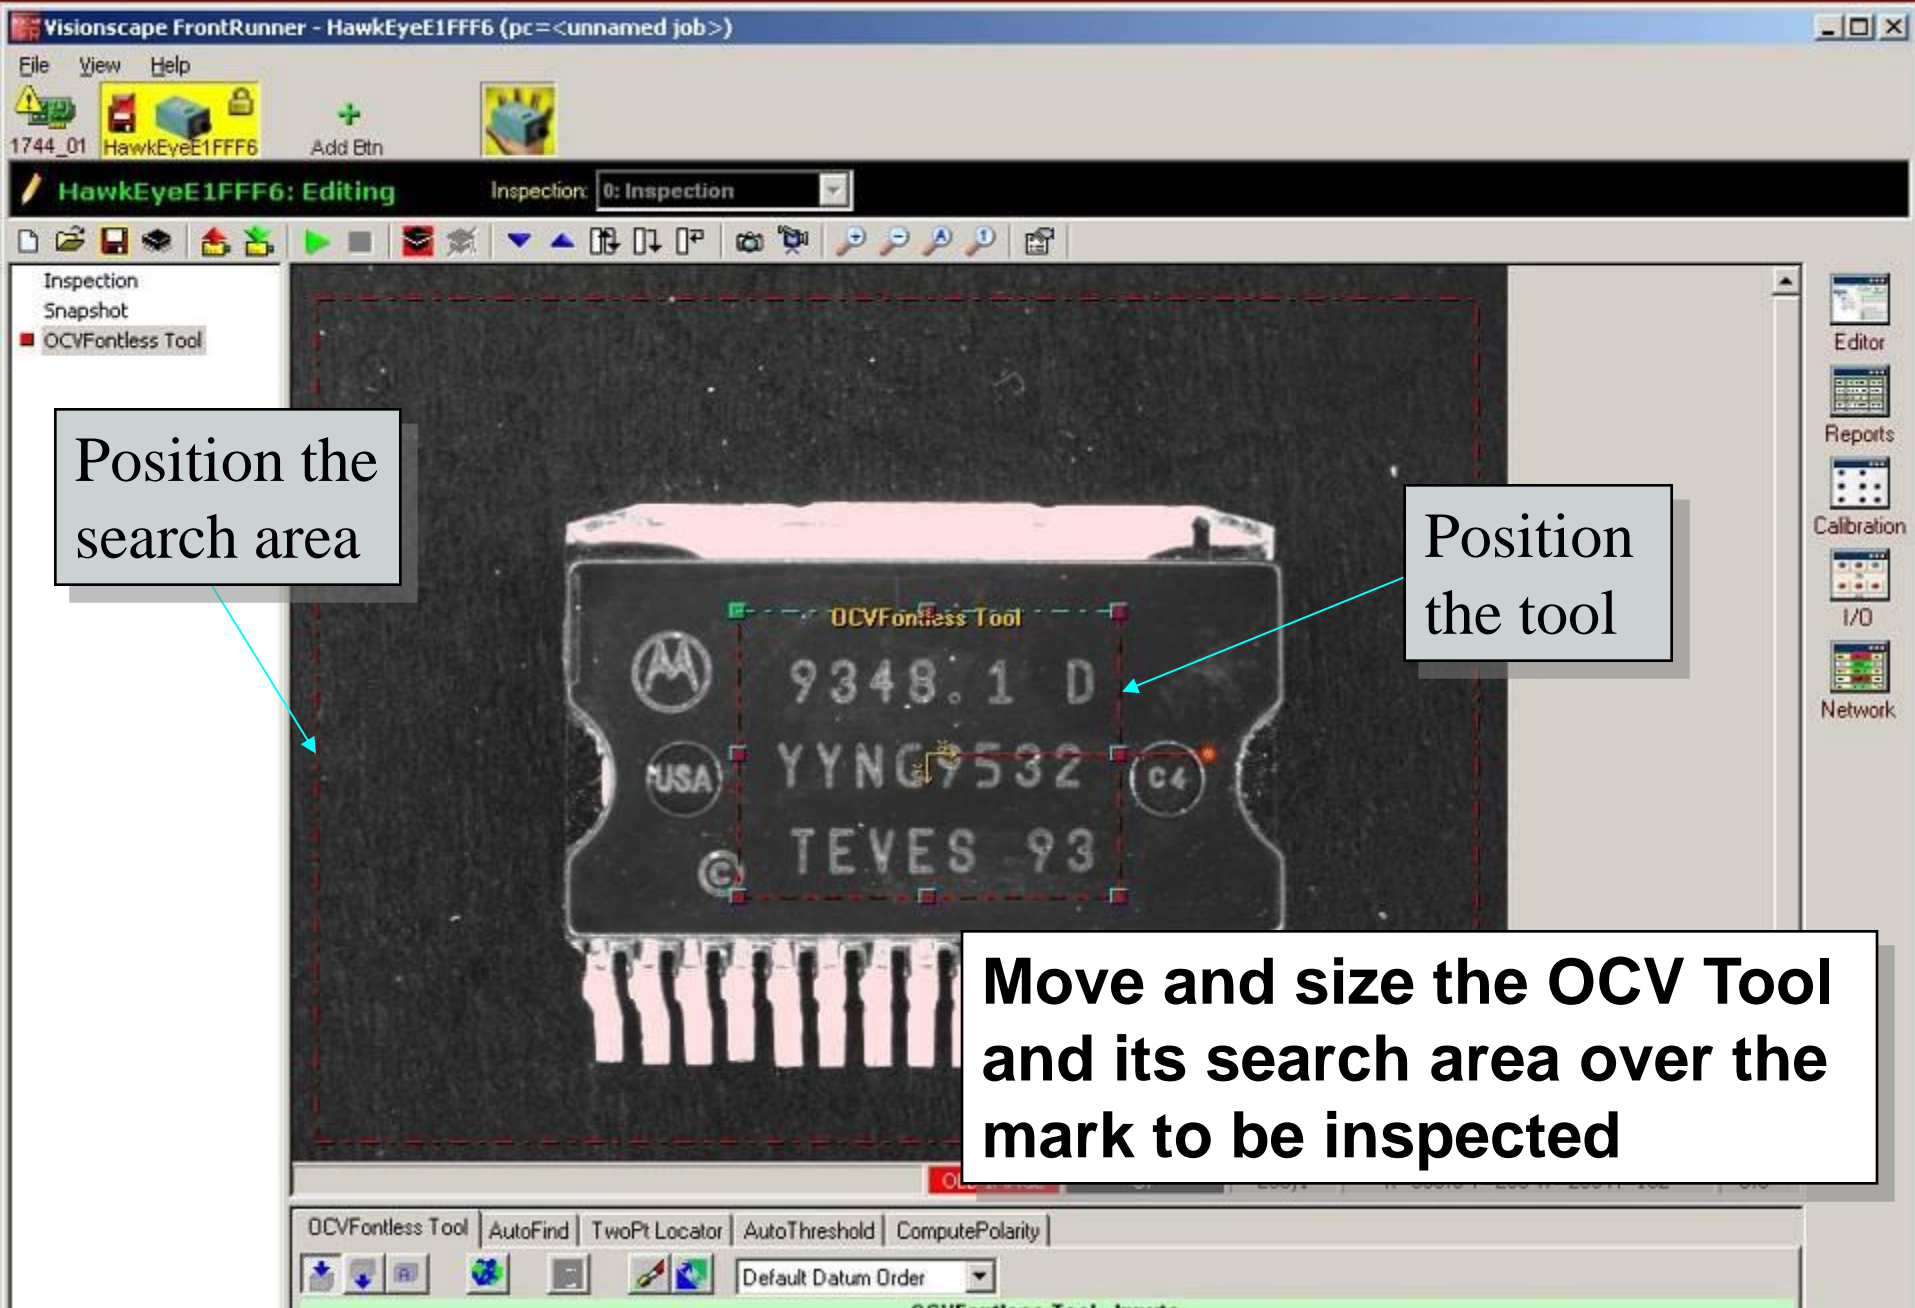 Visionscape FrontRunner - HawkEyeE1FFF6 (pc=<unnamed job>)
File View Help
1744_01 HawkEyeE1FFF6 Add Btn
HawkEyeE1FFF6: Editing Inspection: 0: Inspection
Inspection
Snapshot
OCVFontless Tool
Editor
Reports
Calibration
I/O
Network
Position the
search area
Position
the tool
OCVFontless Tool
9348.1 D
YYNG9532
TEVES 93
USA
C4
©
Move and size the OCV Tool
and its search area over the
mark to be inspected
OCVFontless Tool AutoFind TwoPt Locator AutoThreshold ComputePolarity
Default Datum Order